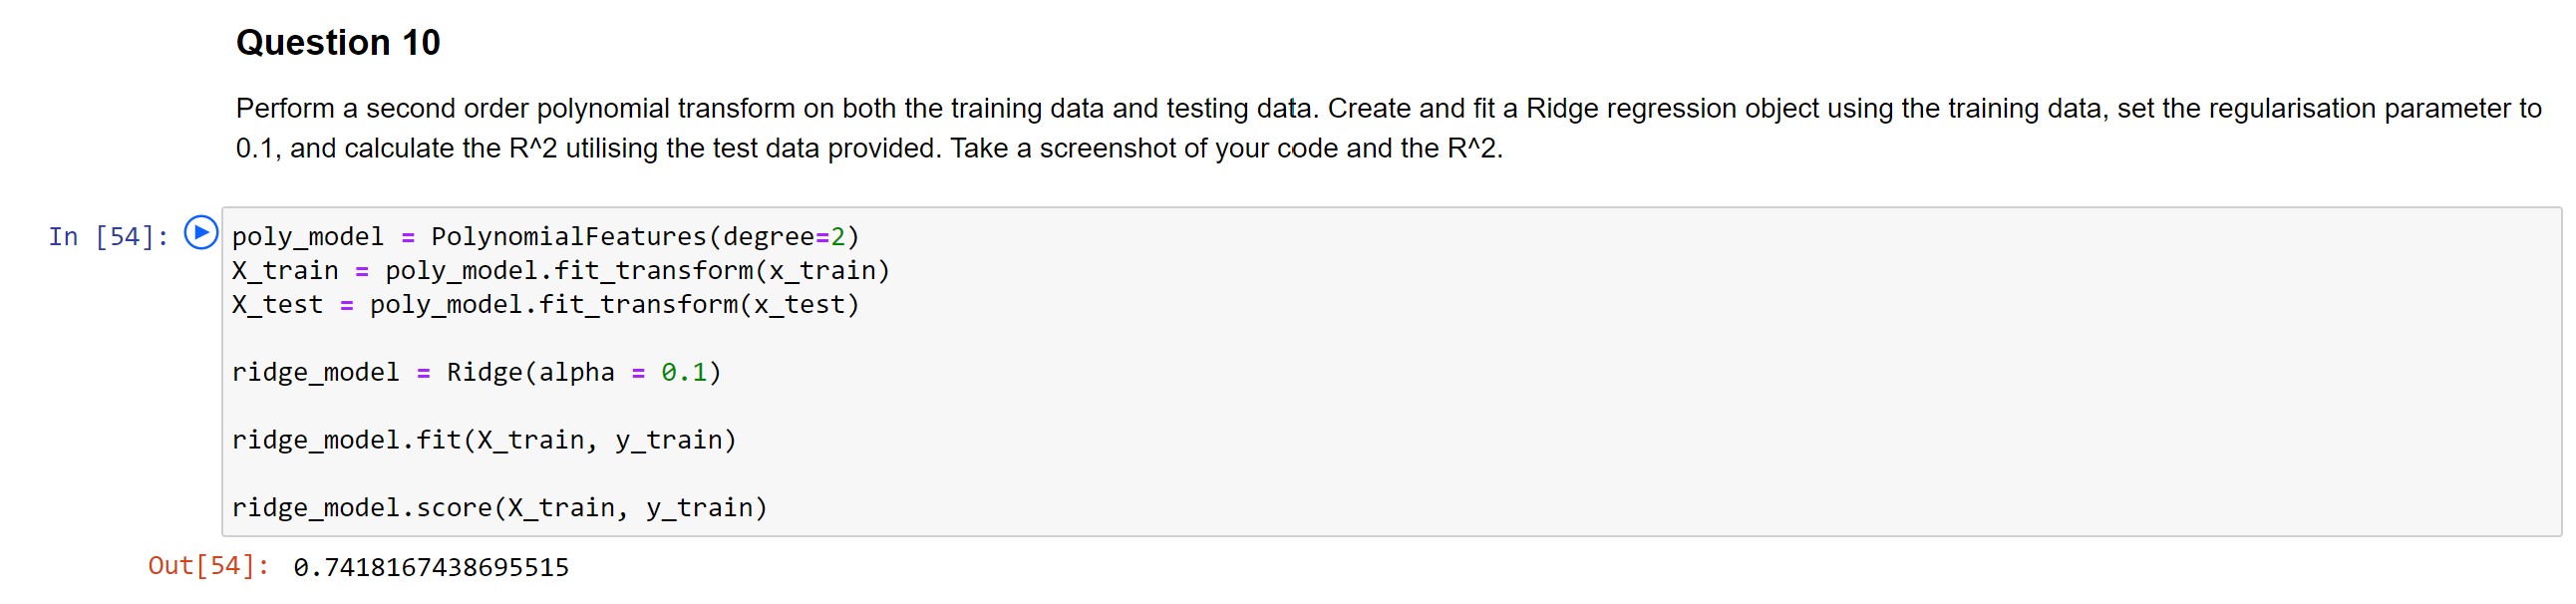 Question 10
Perform a second order polynomial transform on both the training data and testing data. Create and fit a Ridge regression object using the training data, set the regularisation parameter to
0.1, and calculate the R^2 utilising the test data provided. Take a screenshot of your code and the R^2.
In [54]: poly_model = PolynomialFeatures(degree=2)
X_train = poly_model.fit_transform(x_train)
X_test = poly_model.fit_transform(x_test)
ridge_model = Ridge(alpha = 0.1)
ridge_model.fit(X_train, y_train)
ridge_model.score(X_train, y_train)
Out[54]: 0.7418167438695515